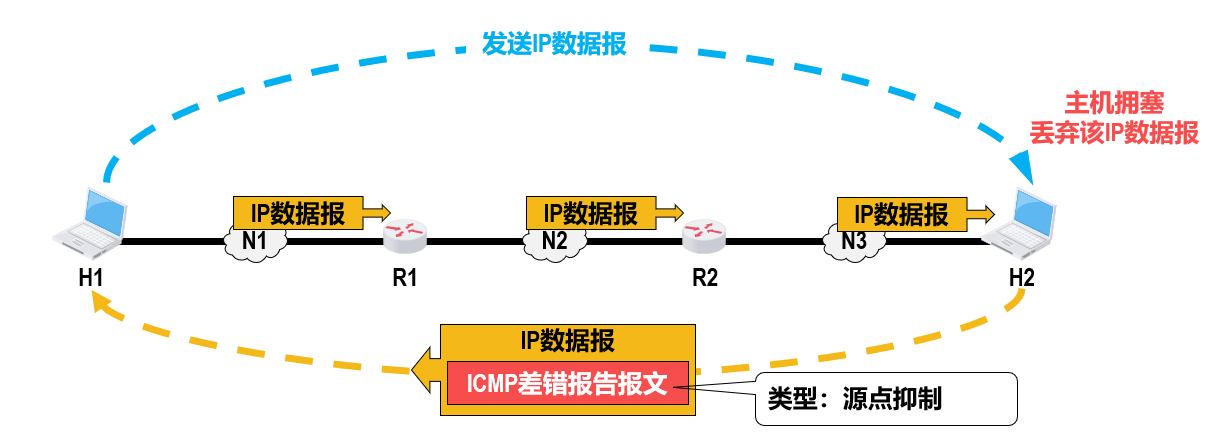 发送IP数据报
主机拥塞
丢弃该IP数据报
IP数据报
IP数据报
IP数据报
N1
N2
N3
H1
R1
R2
H2
IP数据报
ICMP差错报告报文
类型：源点抑制